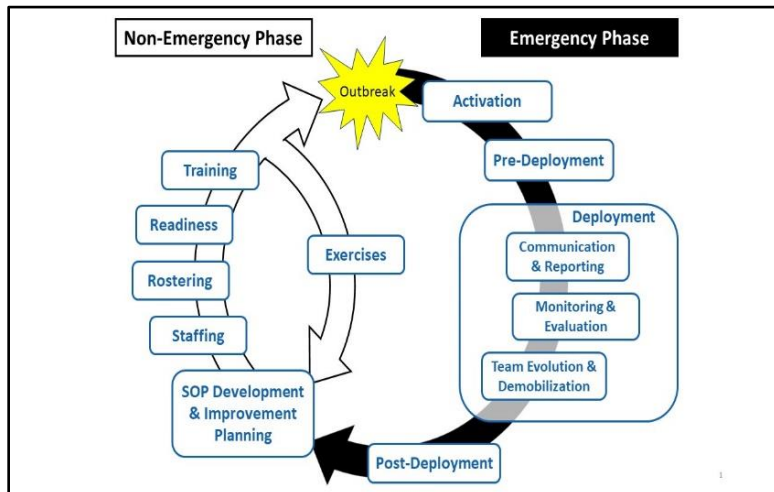 Non-Emergency Phase
Emergency Phase
Outbreak
Activation
Pre-Deployment
Training
Readiness
Rostering
Staffing
Exercises
Deployment
Communication
& Reporting
Monitoring &
Evaluation
Team Evolution &
Demobilization
SOP Development
& Improvement
Planning
Post-Deployment
1